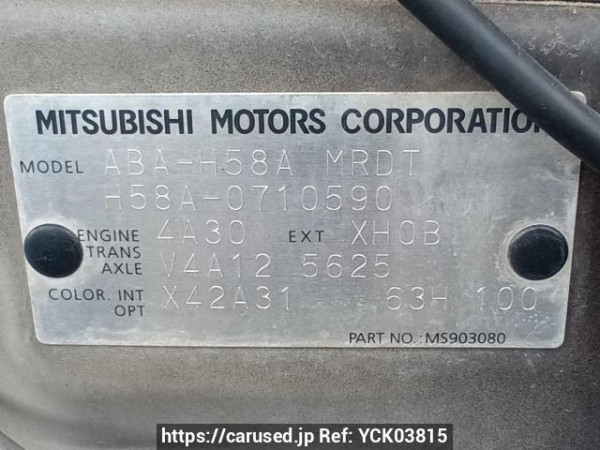 MITSUBISHI MOTORS CORPORATION
MODEL ABA-H58A MRDT
H58A-0710590
ENGINE 4A30 EXT XH0B
TRANS
AXLE V4A12 5625
COLOR. INT X42A31 63H 100
OPT
PART NO.: MS903080
https://carused.jp Ref: YCK03815